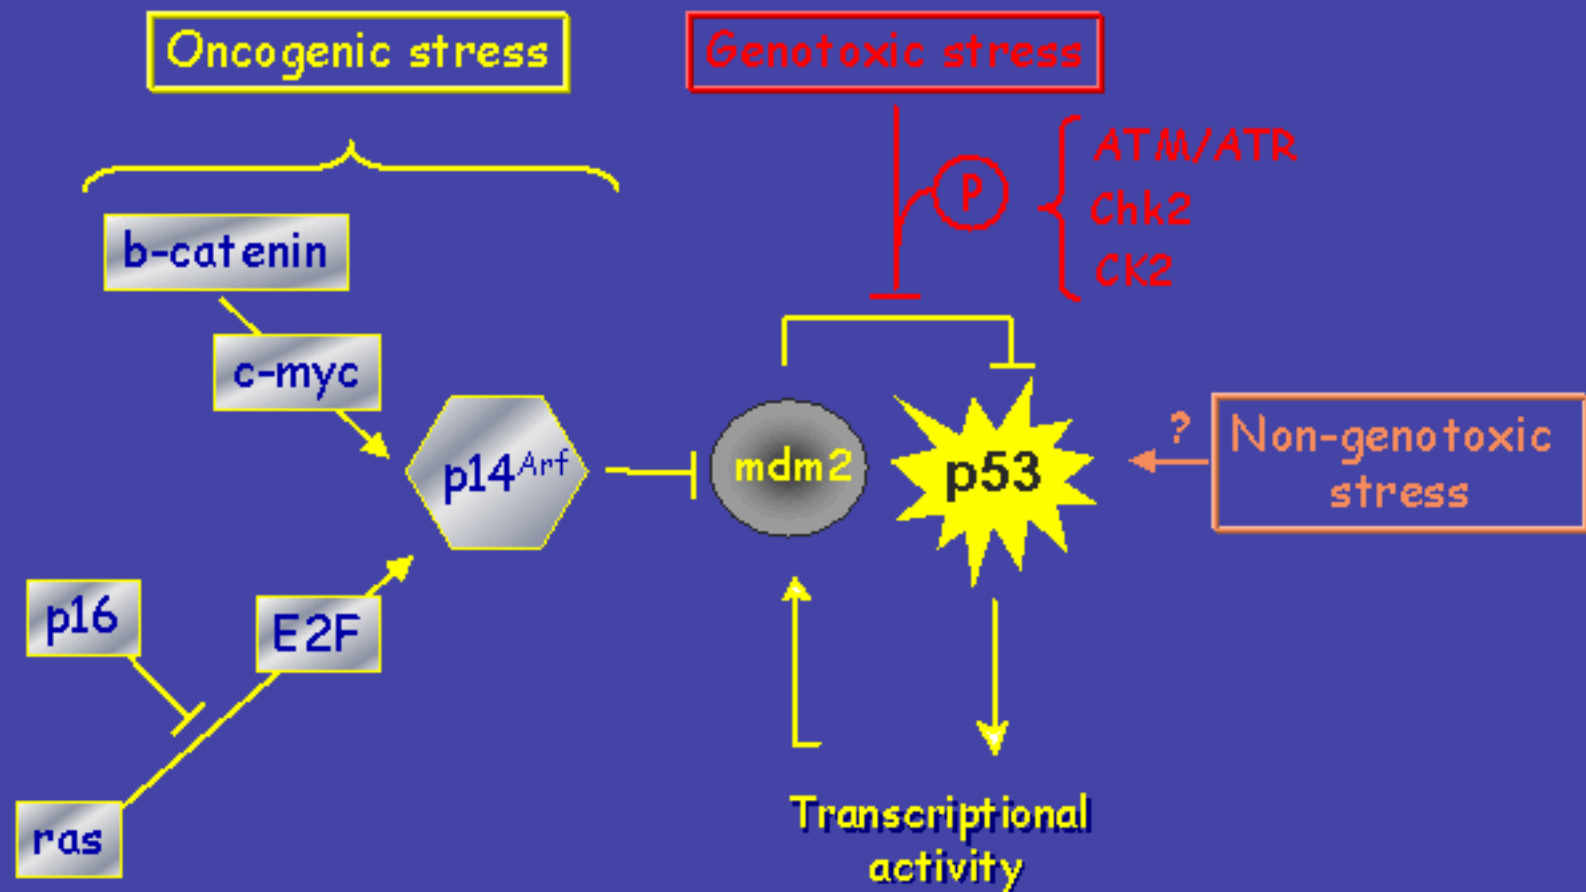 Oncogenic stress
Genotoxic stress
P
ATM/ATR
Chk2
CK2
b-catenin
c-myc
p14Arf
mdm2
p53
?
Non-genotoxic
stress
p16
E2F
ras
Transcriptional
activity